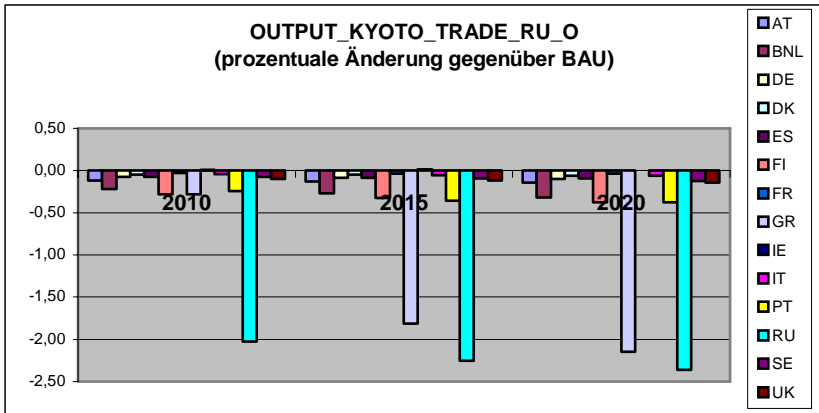 OUTPUT_KYOTO_TRADE_RU_O
(prozentuale Änderung gegenüber BAU)
0,50
0,00
-0,50
-1,00
-1,50
-2,00
-2,50
2010
2015
2020
AT
BNL
DE
DK
ES
FI
FR
GR
IE
IT
PT
RU
SE
UK